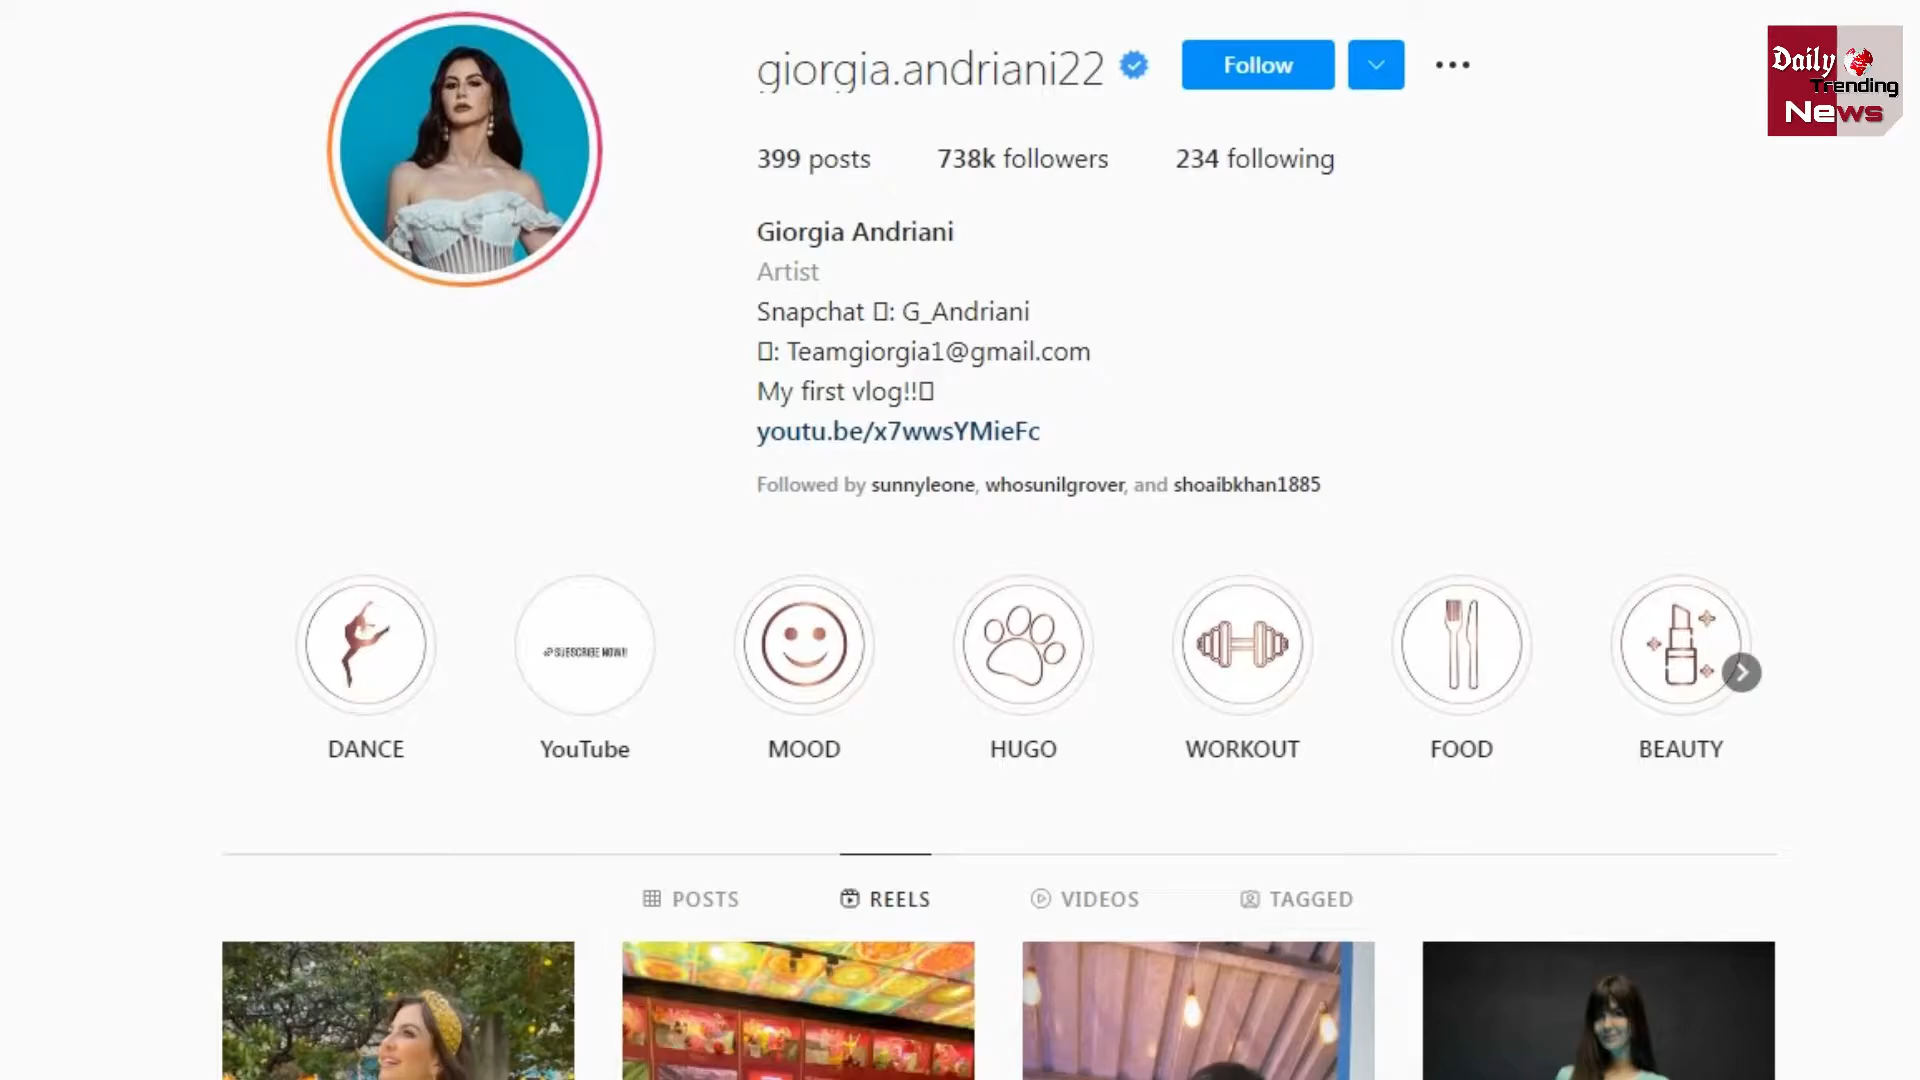 giorgia.andriani22
Follow
Daily
Trending
News
399 posts 738k followers 234 following
Giorgia Andriani
Artist
Snapchat : G_Andriani
: Teamgiorgia1@gmail.com
My first vlog!!
youtu.be/x7wwsYMieFc
Followed by sunnyleone, whosunilgrover, and shoaibkhan1885
SUBSCRIBE NOW!!
DANCE YouTube MOOD HUGO WORKOUT FOOD BEAUTY
POSTS REELS VIDEOS TAGGED